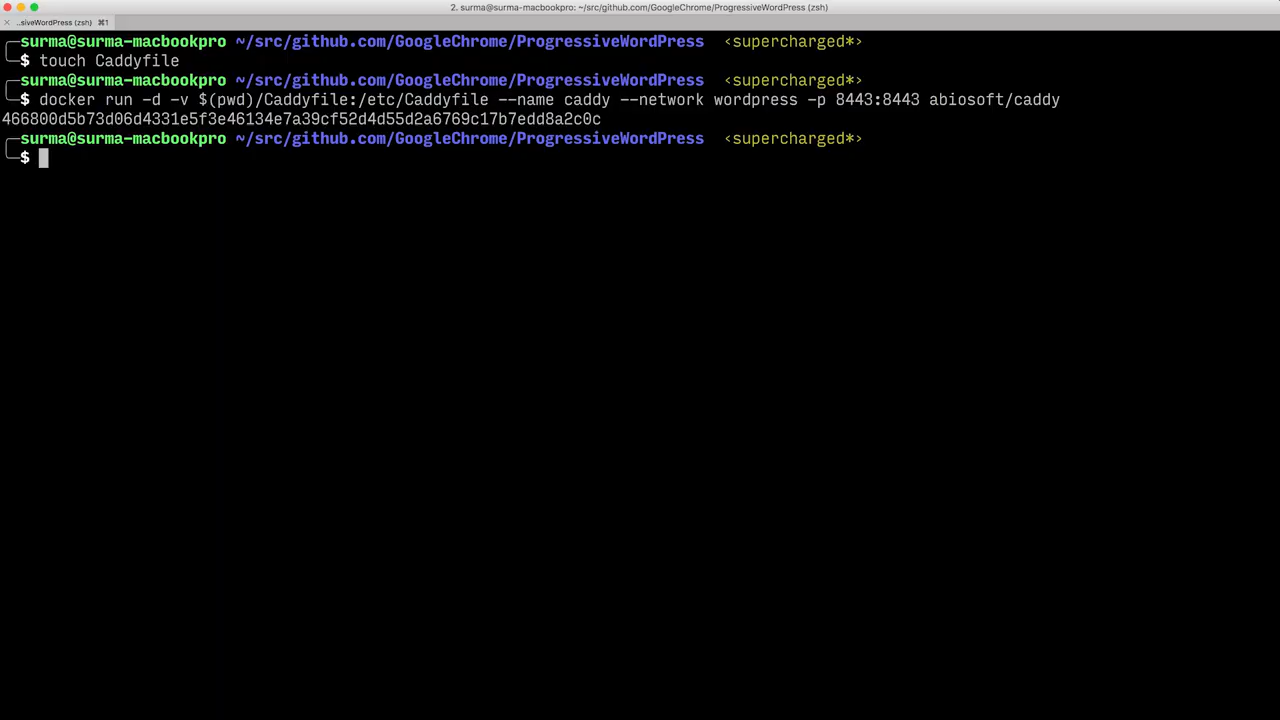 2. surma@surma-macbookpro: ~/src/github.com/GoogleChrome/ProgressiveWordPress (zsh)
..siveWordPress (zsh) ⌘1
surma@surma-macbookpro ~/src/github.com/GoogleChrome/ProgressiveWordPress ‹supercharged*›
$ touch Caddyfile
surma@surma-macbookpro ~/src/github.com/GoogleChrome/ProgressiveWordPress ‹supercharged*›
$ docker run -d -v $(pwd)/Caddyfile:/etc/Caddyfile --name caddy --network wordpress -p 8443:8443 abiosoft/caddy
466800d5b73d06d4331e5f3e46134e7a39cf52d4d55d2a6769c17b7edd8a2c0c
surma@surma-macbookpro ~/src/github.com/GoogleChrome/ProgressiveWordPress ‹supercharged*›
$